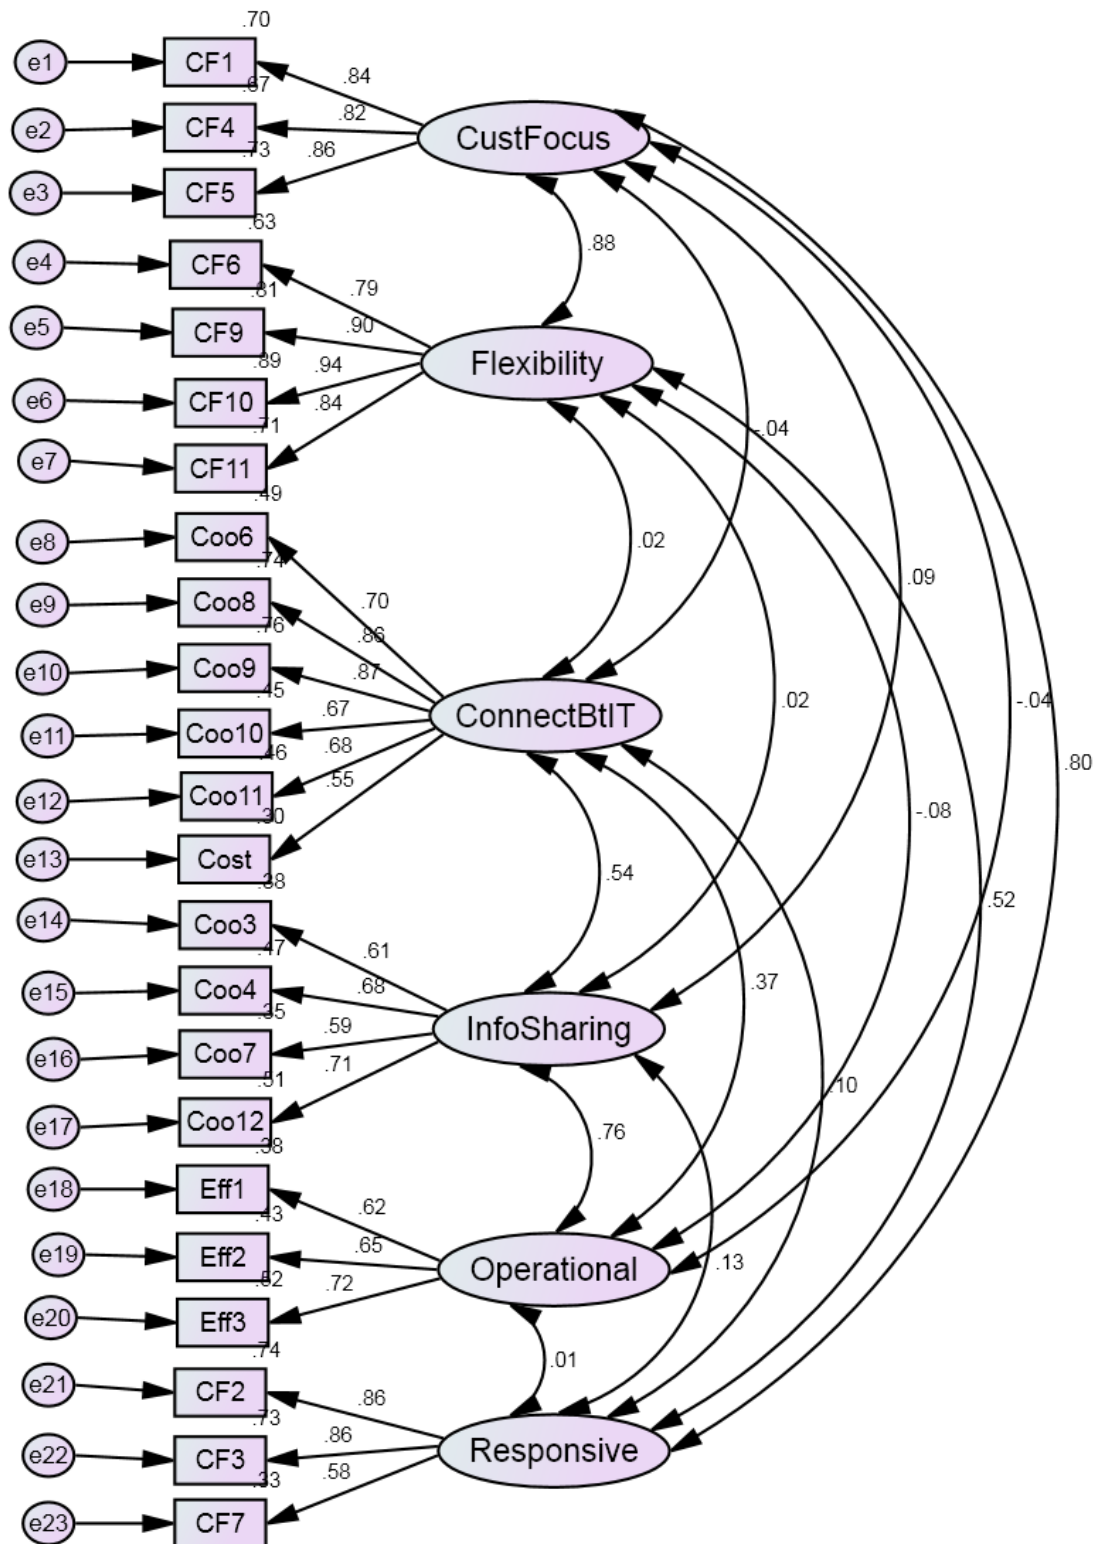 .70
e1 CF1
.84
.67
e2 CF4
.82
CustFocus
.73
.86
e3 CF5
.63
.88
e4 CF6
.81
.79
e5 CF9
.90
.89
.94
Flexibility
e6 CF10
.84
.71
-.04
e7 CF11
.49
e8 Coo6
.74
.02
.09
e9 Coo8
.70
.76
.86
e10 Coo9
.87
.45
.67
ConnectBtIT
.02
-.04
e11 Coo10
.46
.68
.80
e12 Coo11
.55
.30
-.08
e13 Cost
.38
.54
.52
e14 Coo3
.47
.61
e15 Coo4
.68
.37
.35
.59
InfoSharing
e16 Coo7
.71
.51
.10
e17 Coo12
.38
.76
e18 Eff1
.43
.62
e19 Eff2
.65
Operational
.13
.52
.72
e20 Eff3
.74
.01
e21 CF2
.73
.86
e22 CF3
.86
Responsive
.33
.58
e23 CF7